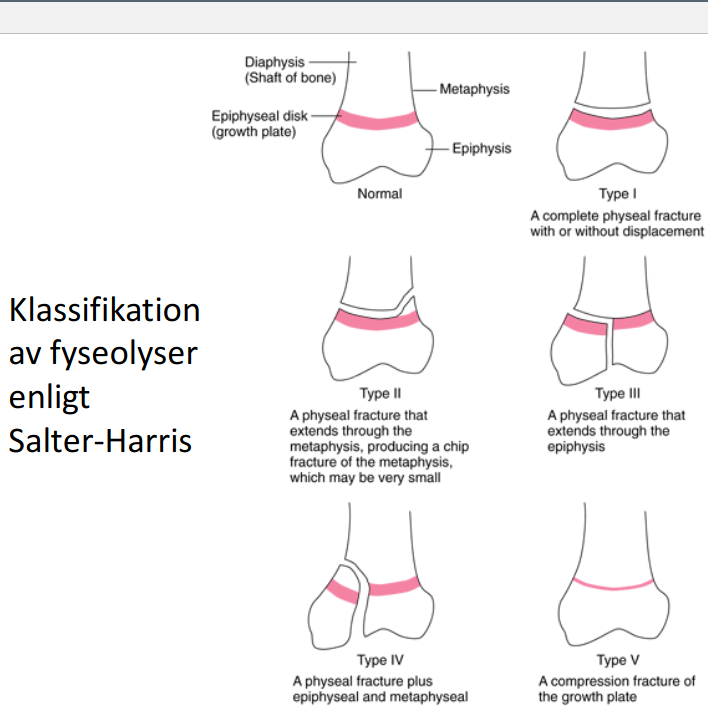 Klassifikation
av fyseolyser
enligt
Salter-Harris
Diaphysis
(Shaft of bone)
Metaphysis
Epiphyseal disk
(growth plate)
Epiphysis
Normal
Type I
A complete physeal fracture
with or without displacement
Type II
A physeal fracture that
extends through the
metaphysis, producing a chip
fracture of the metaphysis,
which may be very small
Type III
A physeal fracture that
extends through the
epiphysis
Type IV
A physeal fracture plus
epiphyseal and metaphyseal
Type V
A compression fracture of
the growth plate